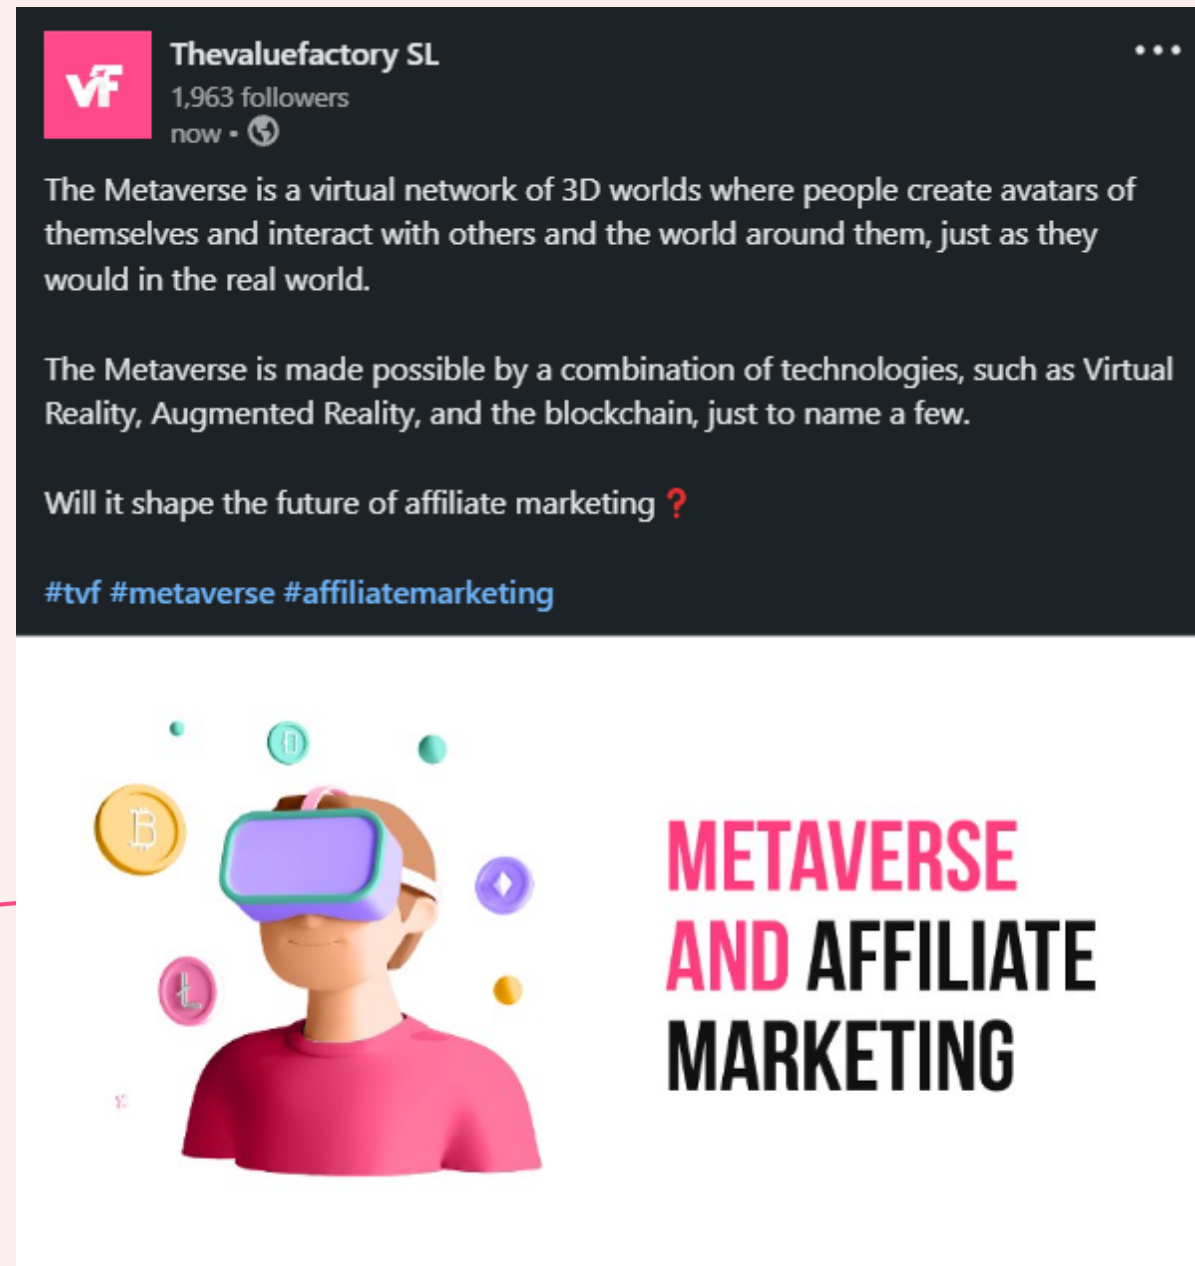 VF
Thevaluefactory SL
1,963 followers
now •
The Metaverse is a virtual network of 3D worlds where people create avatars of
themselves and interact with others and the world around them, just as they
would in the real world.
The Metaverse is made possible by a combination of technologies, such as Virtual
Reality, Augmented Reality, and the blockchain, just to name a few.
Will it shape the future of affiliate marketing ❓
#tvf #metaverse #affiliatemarketing
METAVERSE
AND AFFILIATE
MARKETING